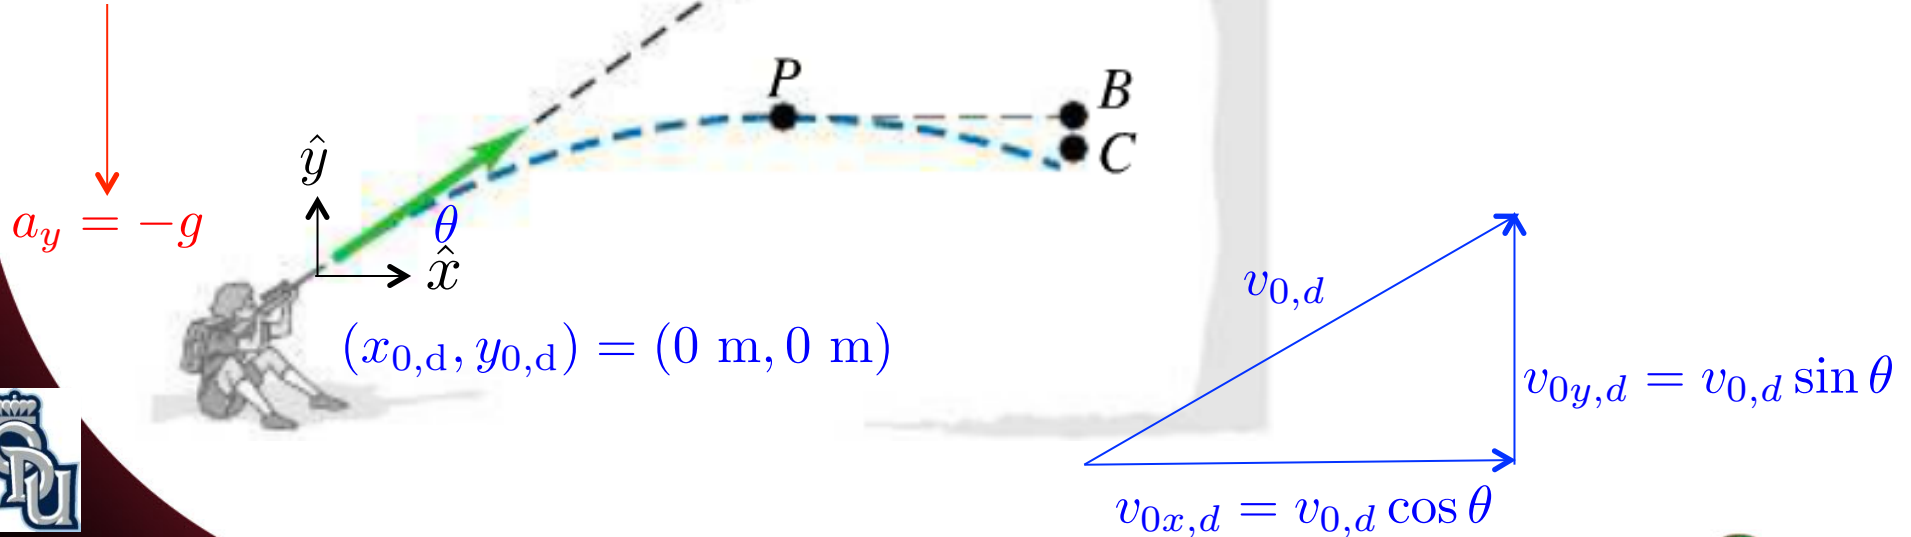 P
B
C
ŷ
θ
x̂
a_y = −g
(x_{0,d}, y_{0,d}) = (0 m, 0 m)
v_{0,d}
v_{0y,d} = v_{0,d} sin θ
v_{0x,d} = v_{0,d} cos θ